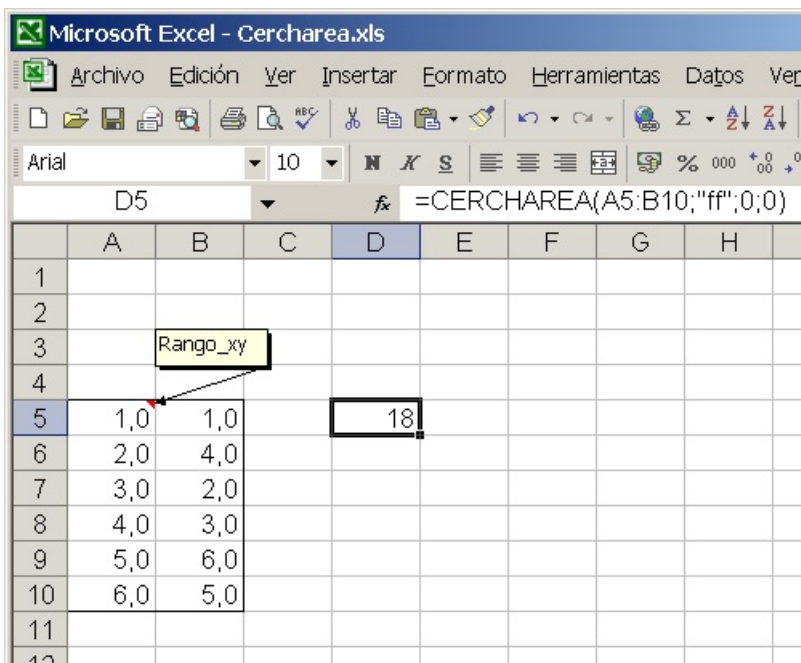 Microsoft Excel - Cercharea.xls
Archivo Edición Ver Insertar Formato Herramientas Datos
ABC Σ A Z Z A
Arial 10 N K S % 000
D5 fx =CERCHAREA(A5:B10;"ff";0;0)
A B C D E F G H
1
2
3 Rango_xy
4
5 1,0 1,0 18
6 2,0 4,0
7 3,0 2,0
8 4,0 3,0
9 5,0 6,0
10 6,0 5,0
11